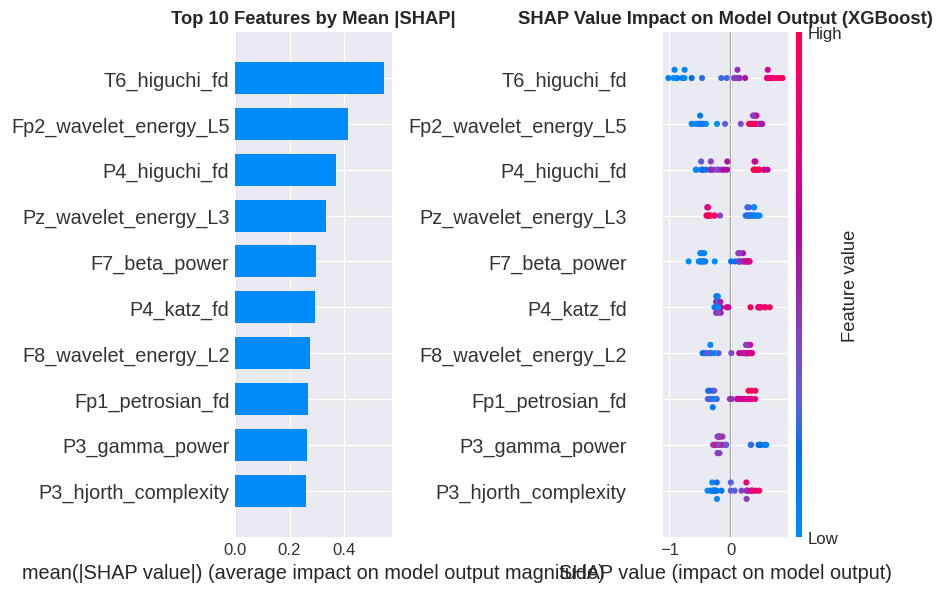 Top 10 Features by Mean |SHAP|
T6_higuchi_fd
Fp2_wavelet_energy_L5
P4_higuchi_fd
Pz_wavelet_energy_L3
F7_beta_power
P4_katz_fd
F8_wavelet_energy_L2
Fp1_petrosian_fd
P3_gamma_power
P3_hjorth_complexity
0.0 0.2 0.4
mean(|SHAP value|) (average impact on model output magnitude)
SHAP Value Impact on Model Output (XGBoost)
T6_higuchi_fd
Fp2_wavelet_energy_L5
P4_higuchi_fd
Pz_wavelet_energy_L3
F7_beta_power
P4_katz_fd
F8_wavelet_energy_L2
Fp1_petrosian_fd
P3_gamma_power
P3_hjorth_complexity
−1 0
SHAP value (impact on model output)
High
Feature value
Low